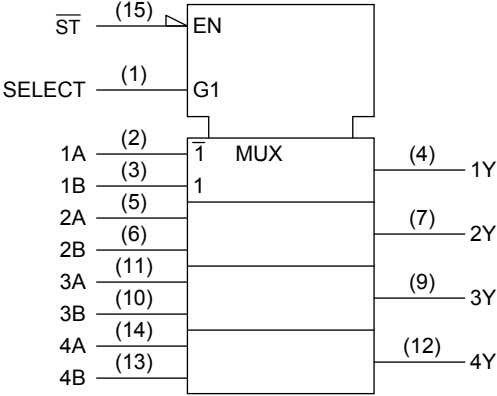 S̅T̅ (15) EN
SELECT (1) G1
1A (2) 1̅ MUX (4) 1Y
1B (3) 1
2A (5) (7) 2Y
2B (6)
3A (11) (9) 3Y
3B (10)
4A (14) (12) 4Y
4B (13)